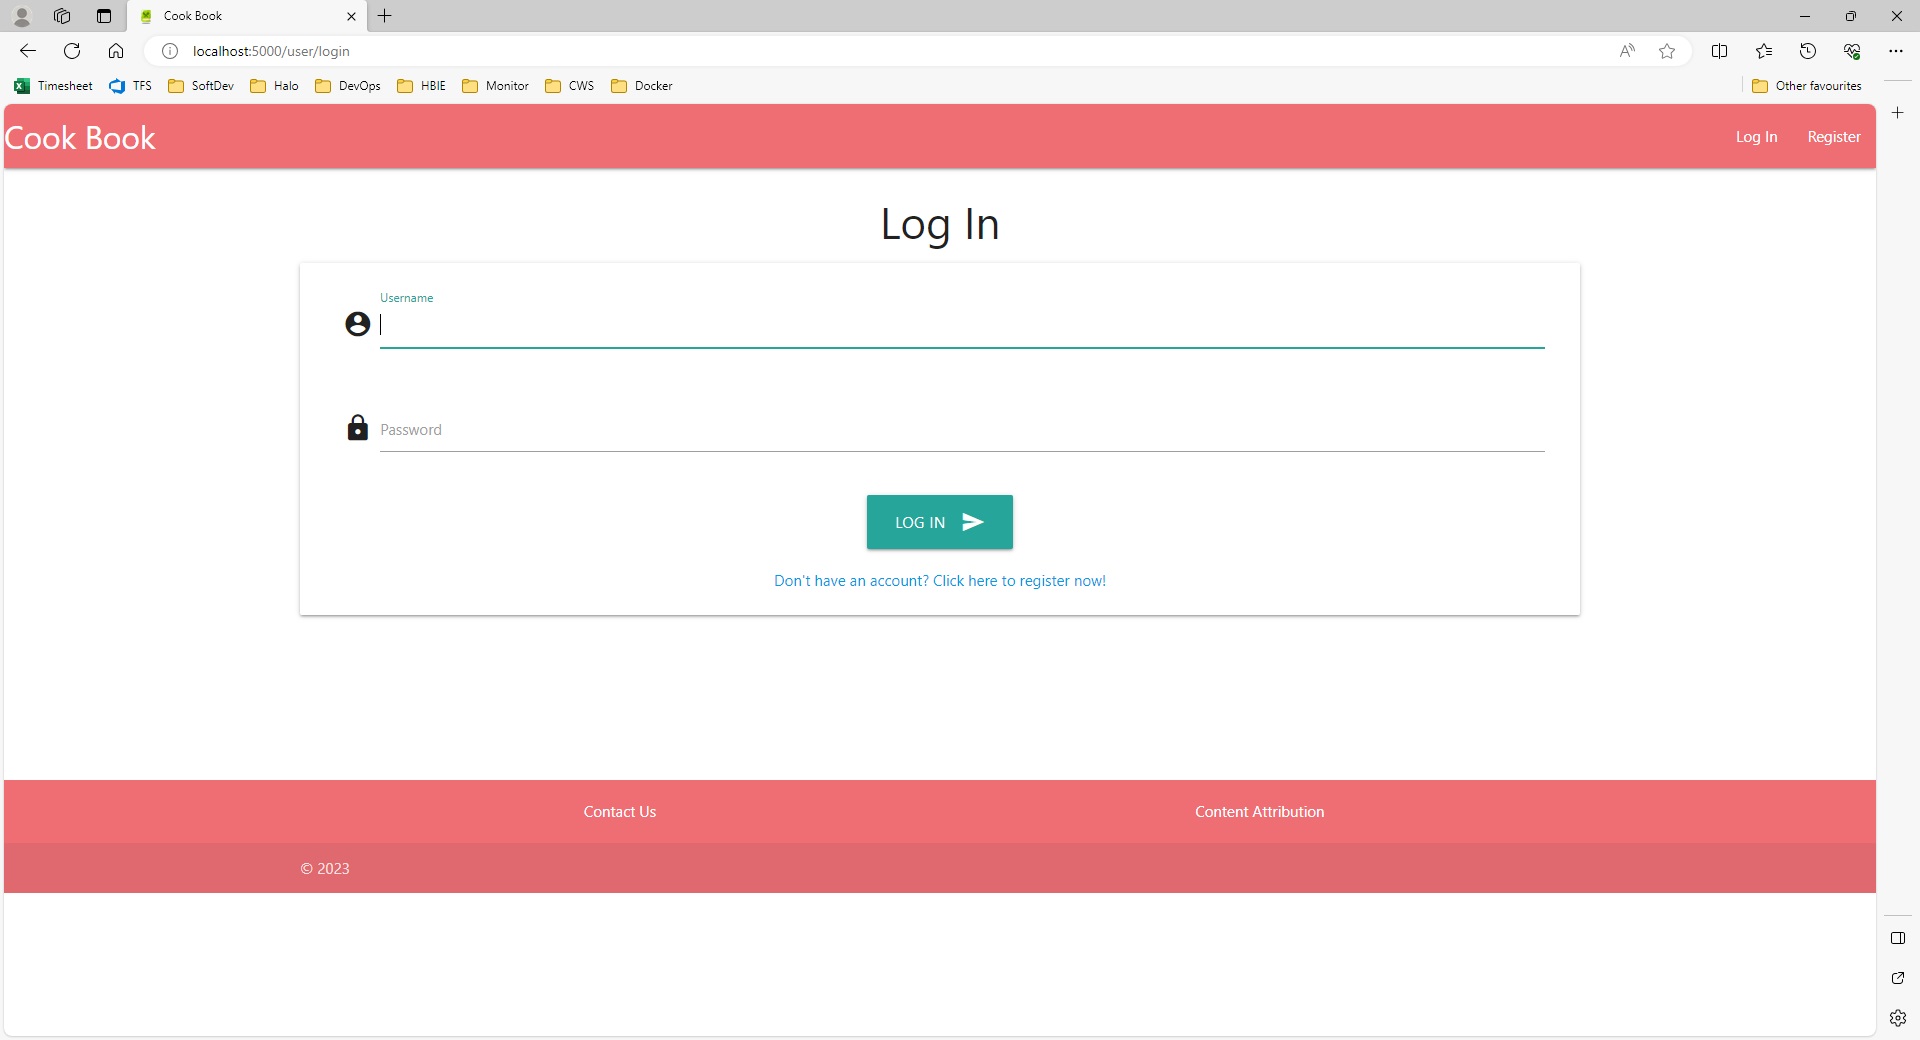 Cook Book
localhost:5000/user/login
Timesheet TFS SoftDev Halo DevOps HBIE Monitor CWS Docker Other favourites
Cook Book Log In Register
Log In
Username
Password
LOG IN
Don't have an account? Click here to register now!
Contact Us Content Attribution
© 2023